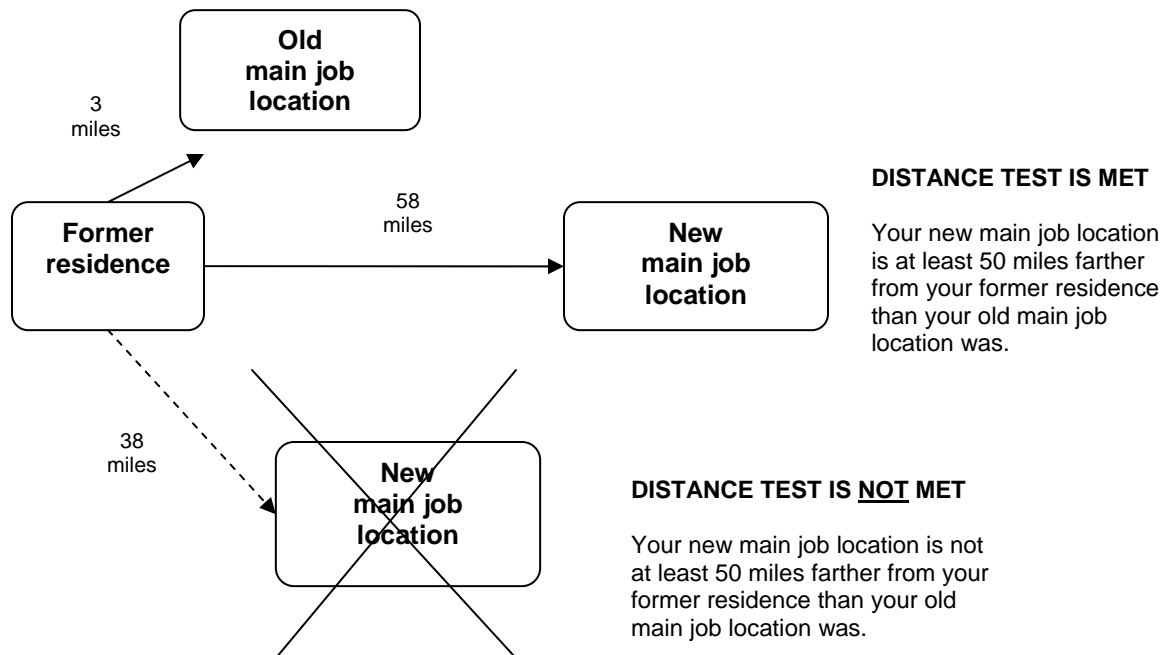 Old
main job
location
3
miles
58
miles
Former
residence
New
main job
location
DISTANCE TEST IS MET
Your new main job location
is at least 50 miles farther
from your former residence
than your old main job
location was.
38
miles
New
main job
location
DISTANCE TEST IS NOT MET
Your new main job location is not
at least 50 miles farther from your
former residence than your old
main job location was.